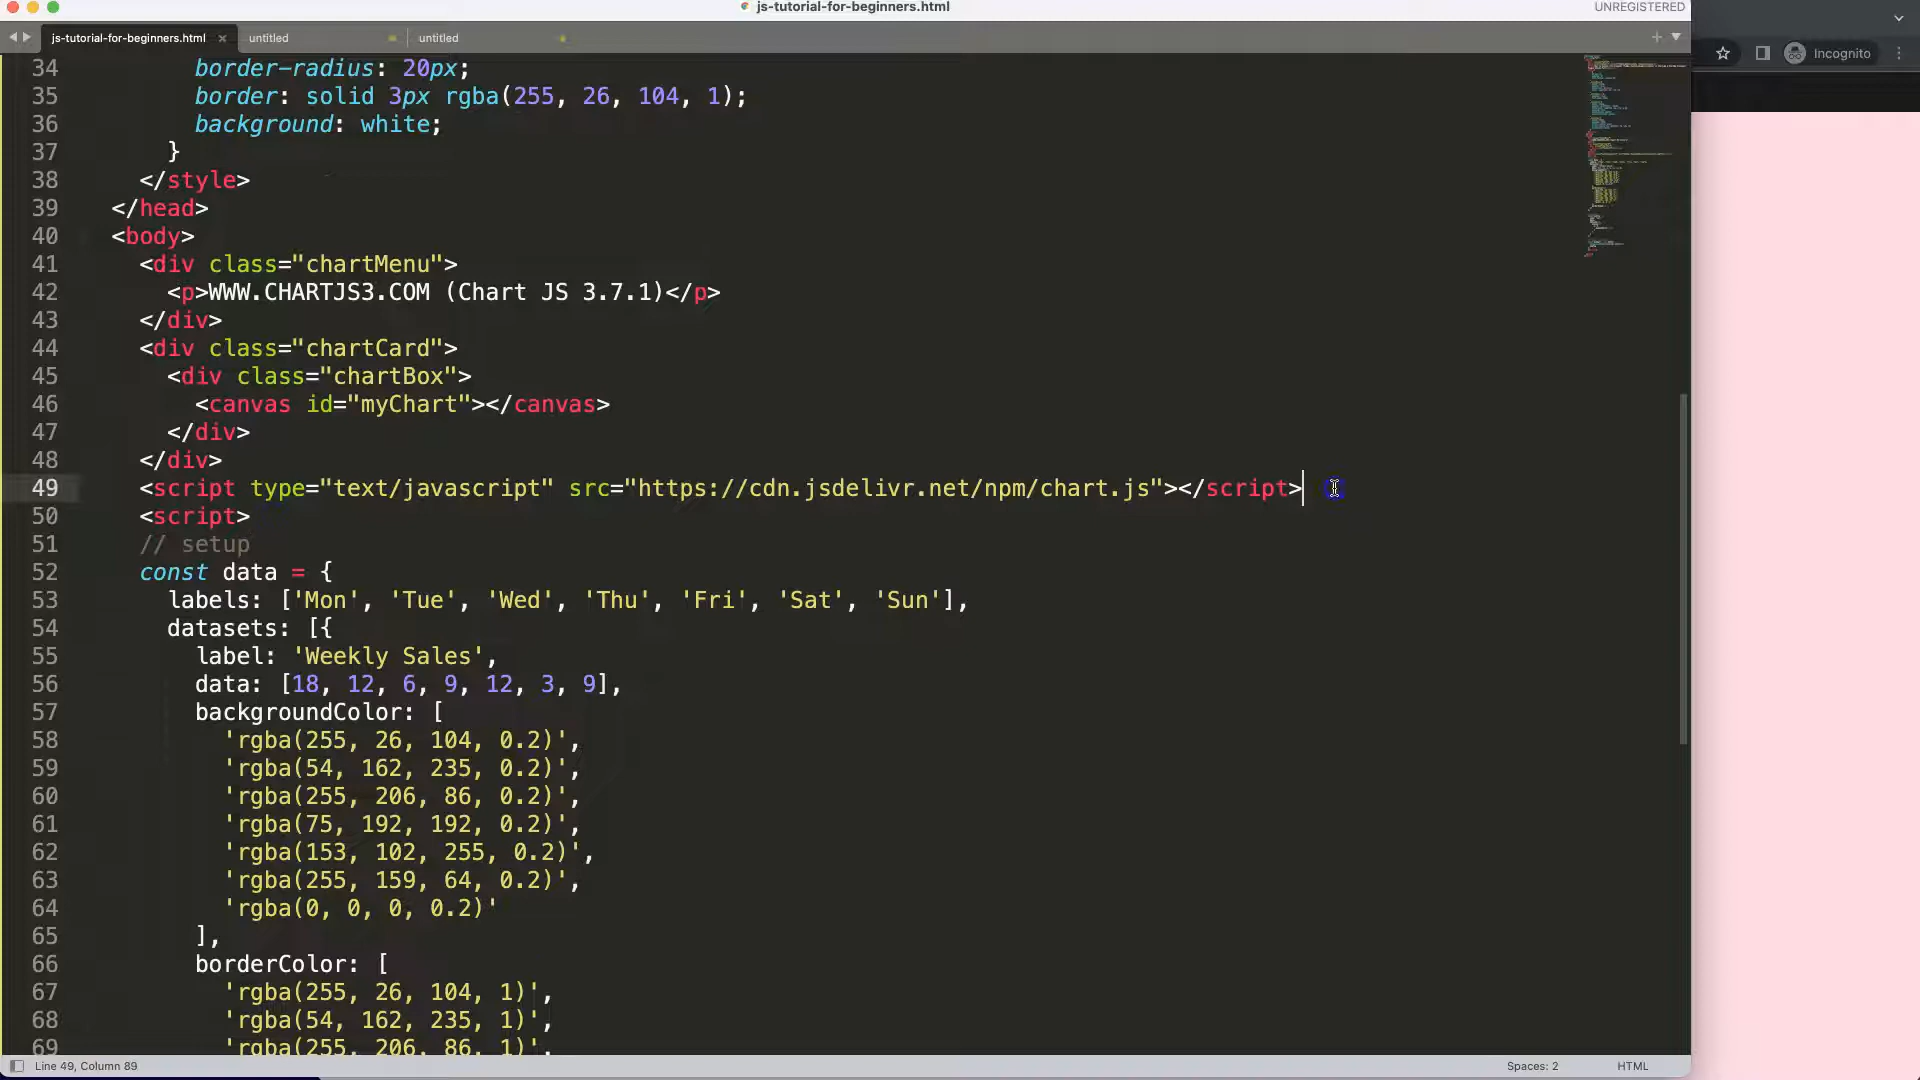 js-tutorial-for-beginners.html
UNREGISTERED
js-tutorial-for-beginners.html
untitled
untitled
Incognito
34 border-radius: 20px;
35 border: solid 3px rgba(255, 26, 104, 1);
36 background: white;
37 }
38 </style>
39 </head>
40 <body>
41 <div class="chartMenu">
42 <p>WWW.CHARTJS3.COM (Chart JS 3.7.1)</p>
43 </div>
44 <div class="chartCard">
45 <div class="chartBox">
46 <canvas id="myChart"></canvas>
47 </div>
48 </div>
49 <script type="text/javascript" src="https://cdn.jsdelivr.net/npm/chart.js"></script>
50 <script>
51 // setup
52 const data = {
53 labels: ['Mon', 'Tue', 'Wed', 'Thu', 'Fri', 'Sat', 'Sun'],
54 datasets: [{
55 label: 'Weekly Sales',
56 data: [18, 12, 6, 9, 12, 3, 9],
57 backgroundColor: [
58 'rgba(255, 26, 104, 0.2)',
59 'rgba(54, 162, 235, 0.2)',
60 'rgba(255, 206, 86, 0.2)',
61 'rgba(75, 192, 192, 0.2)',
62 'rgba(153, 102, 255, 0.2)',
63 'rgba(255, 159, 64, 0.2)',
64 'rgba(0, 0, 0, 0.2)'
65 ],
66 borderColor: [
67 'rgba(255, 26, 104, 1)',
68 'rgba(54, 162, 235, 1)',
69 'rgba(255, 206, 86, 1)',
Line 49, Column 89
Spaces: 2
HTML